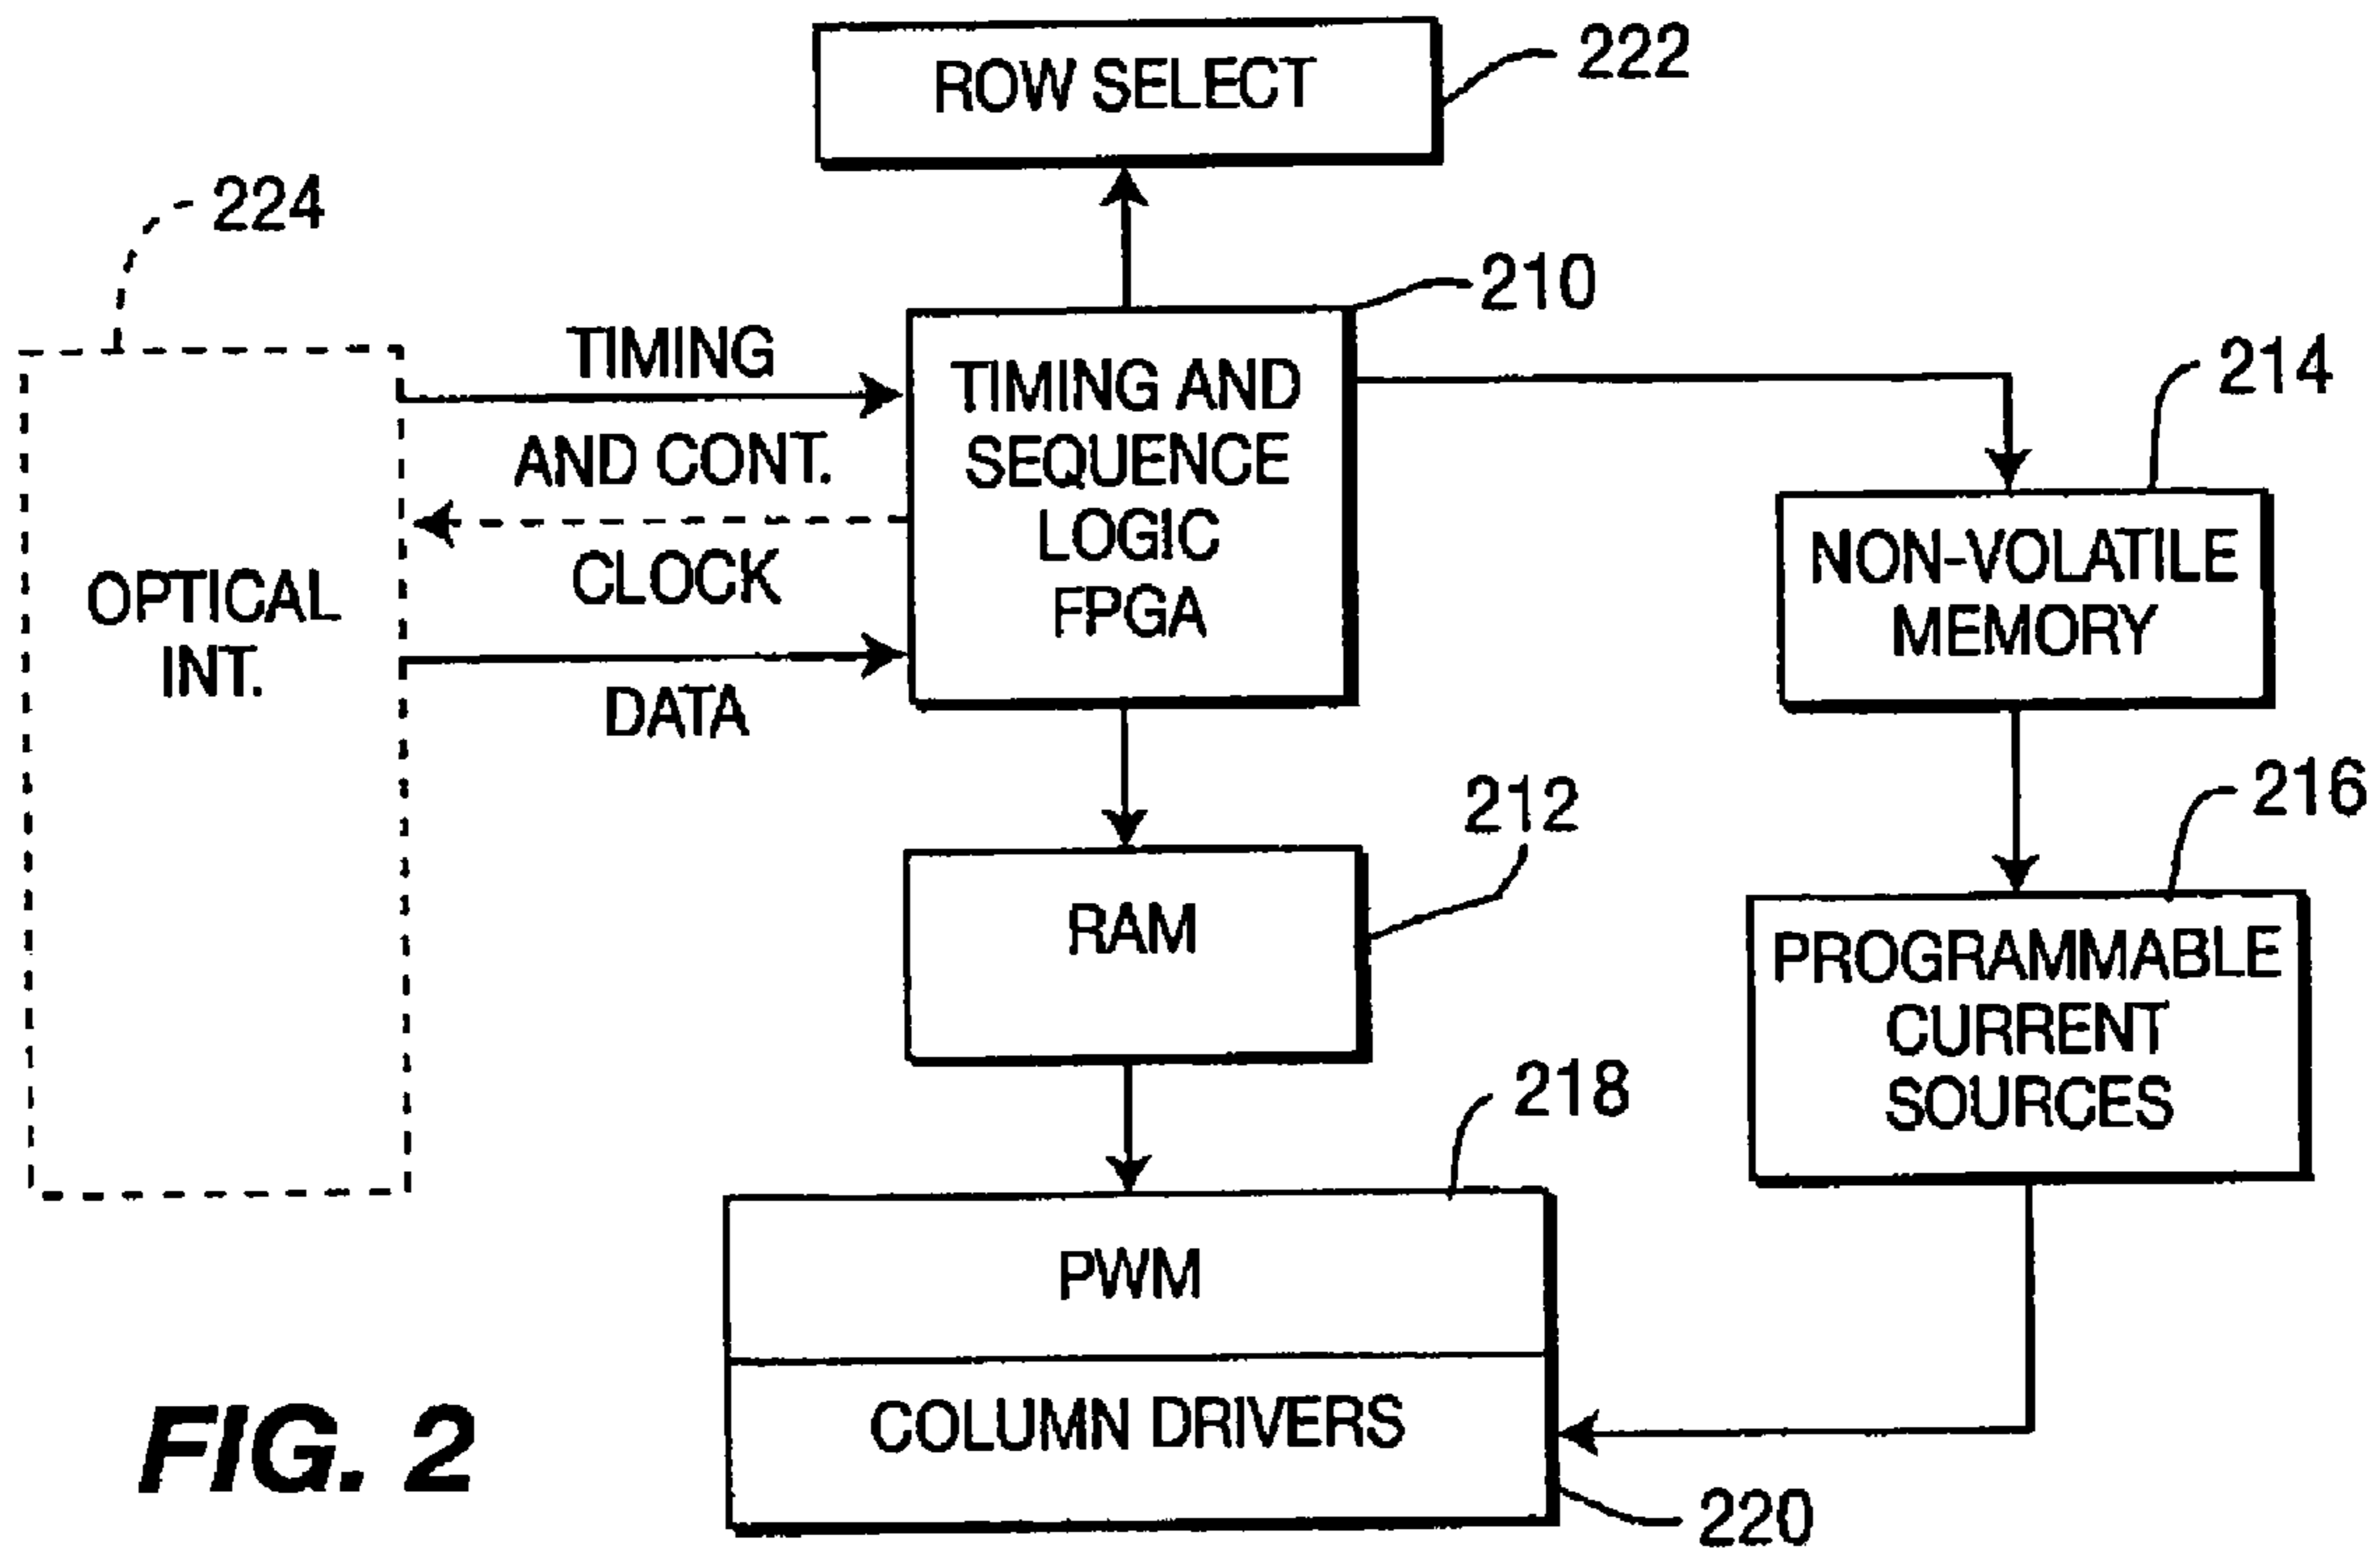 ROW SELECT
222
224
210
TIMING
AND CONT.
CLOCK
DATA
TIMING AND
SEQUENCE
LOGIC
FPGA
214
NON-VOLATILE
MEMORY
OPTICAL
INT.
212
RAM
216
PROGRAMMABLE
CURRENT
SOURCES
218
PWM
COLUMN DRIVERS
220
FIG. 2